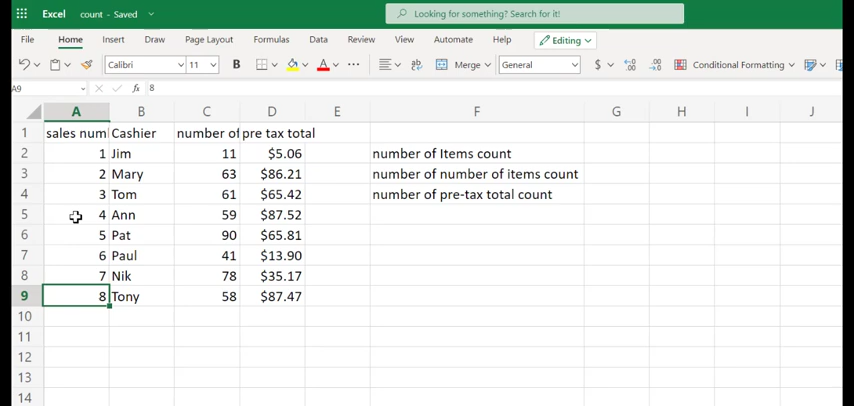 Excel count - Saved Looking for something? Search for it!
File Home Insert Draw Page Layout Formulas Data Review View Automate Help Editing
Calibri 11 B A Merge General $ .00 Conditional Formatting
A9 fx 8
A B C D E F G H I J
1 sales num Cashier number of pre tax total
2 1 Jim 11 $5.06 number of Items count
3 2 Mary 63 $86.21 number of number of items count
4 3 Tom 61 $65.42 number of pre-tax total count
5 4 Ann 59 $87.52
6 5 Pat 90 $65.81
7 6 Paul 41 $13.90
8 7 Nik 78 $35.17
9 8 Tony 58 $87.47
10
11
12
13
14